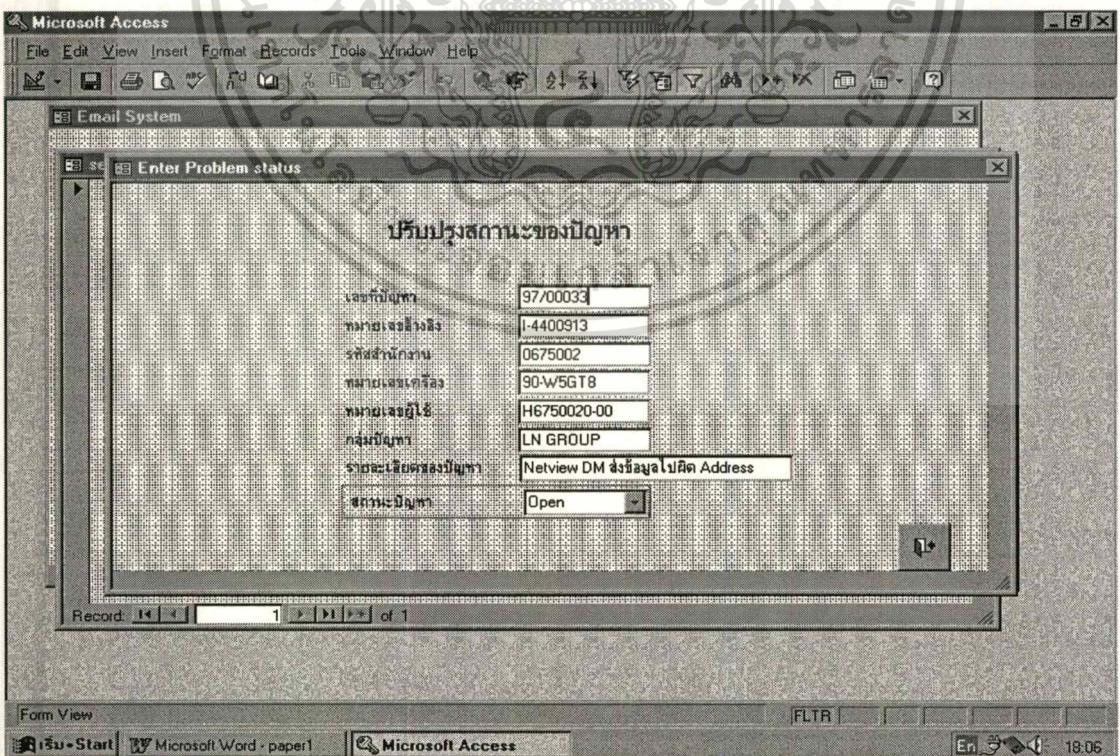 Microsoft Access
File Edit View Insert Format Records Tools Window Help
Email System
se
Enter Problem status
ปรับปรุงสถานะของปัญหา
เลขที่ปัญหา 97/00033
หมายเลขอ้างอิง I-4400913
รหัสสำนักงาน 0675002
หมายเลขเครื่อง 90-W5GT8
หมายเลขผู้ใช้ H6750020-00
กลุ่มปัญหา LN GROUP
รายละเอียดของปัญหา Netview DM ส่งข้อมูลไปผิด Address
สถานะปัญหา Open
Record: 1 of 1
Form View FLTR
เริ่ม - Start Microsoft Word - paper1 Microsoft Access En 18:06